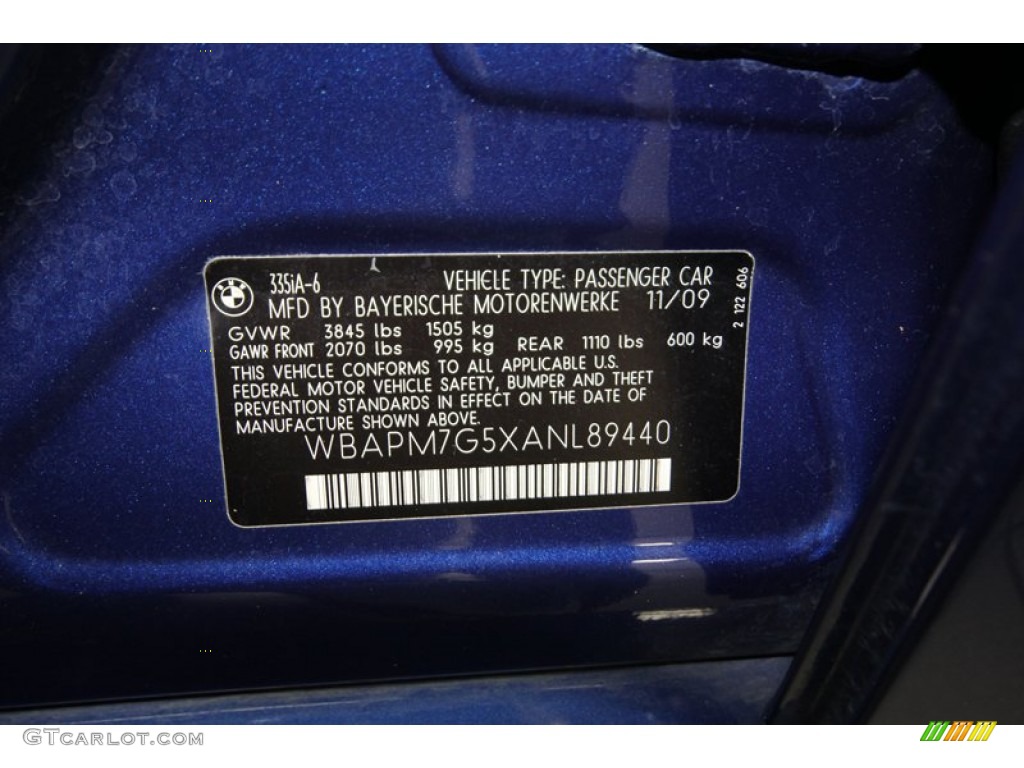 335iA-6 VEHICLE TYPE: PASSENGER CAR
MFD BY BAYERISCHE MOTORENWERKE 11/09
GVWR 3845 lbs 1505 kg
GAWR FRONT 2070 lbs 995 kg REAR 1110 lbs 600 kg
THIS VEHICLE CONFORMS TO ALL APPLICABLE U.S.
FEDERAL MOTOR VEHICLE SAFETY, BUMPER AND THEFT
PREVENTION STANDARDS IN EFFECT ON THE DATE OF
MANUFACTURE SHOWN ABOVE.
WBAPM7G5XANL89440
2 122 606
GTCarLot.com